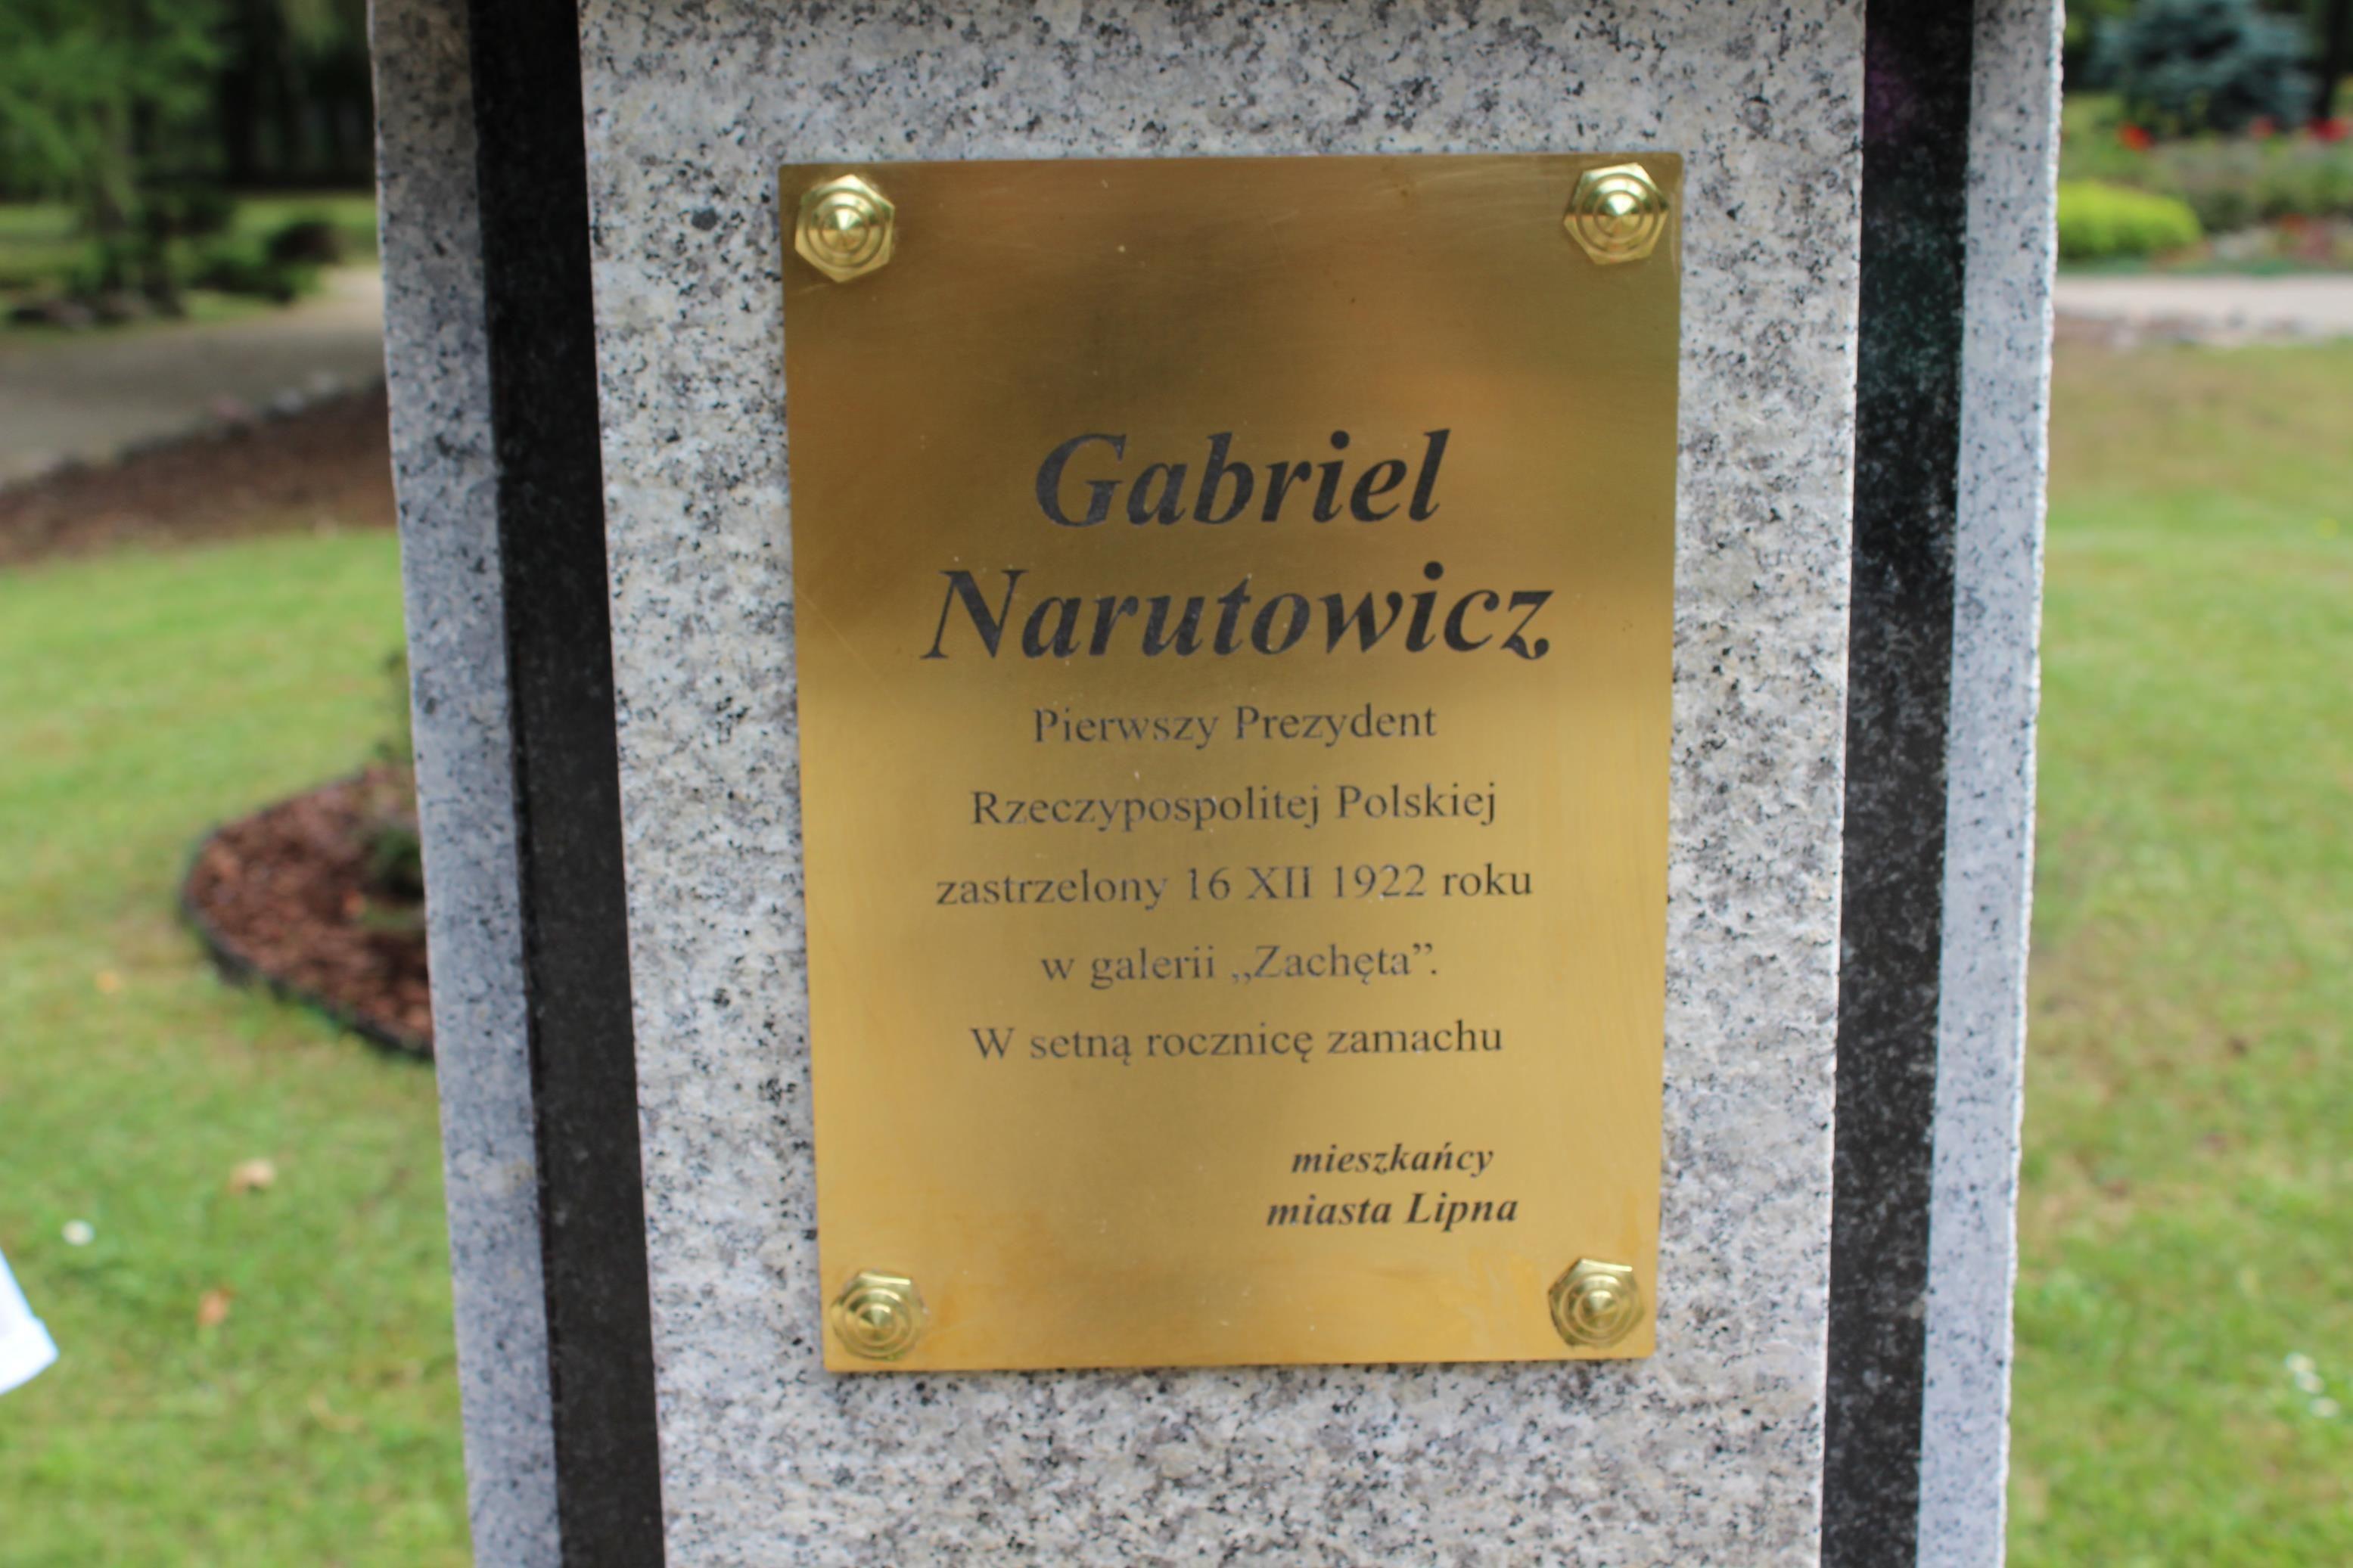 Gabriel
Narutowicz
Pierwszy Prezydent
Rzeczypospolitej Polskiej
zastrzelony 16 XII 1922 roku
w galerii „Zachęta”.
W setną rocznicę zamachu
mieszkańcy
miasta Lipna